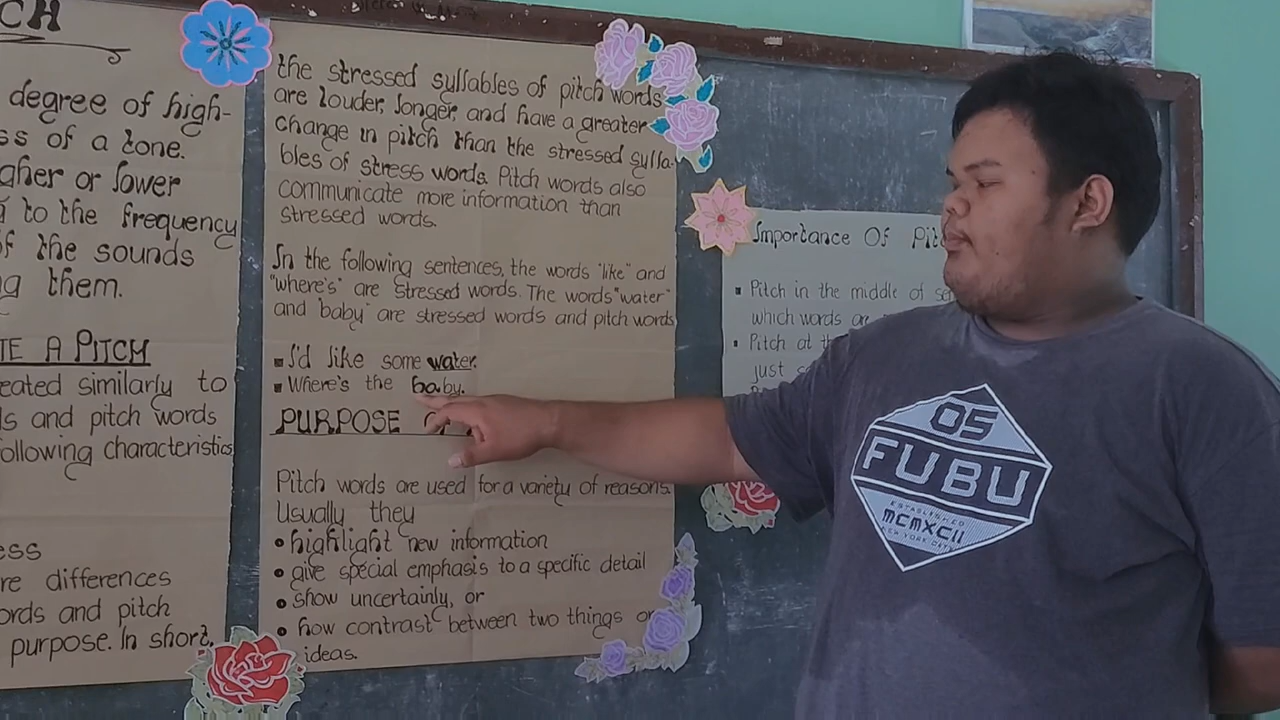 CH
degree of high-
ss of a tone.
gher or lower
g to the frequency
of the sounds
ng them.
TE A PITCH
eated similarly to
ds and pitch words
ollowing characteristics
ess
re differences
ords and pitch
purpose. In short,
the stressed syllables of pitch words
are louder, longer, and have a greater
change in pitch than the stressed sylla-
bles of stress words. Pitch words also
communicate more information than
stressed words.
In the following sentences, the words "like" and
"where's" are stressed words. The words "water"
and "baby" are stressed words and pitch words
I'd like some water.
Where's the baby.
PURPOSE
Pitch words are used for a variety of reasons.
Usually they
highlight new information
give special emphasis to a specific detail
show uncertainly, or
how contrast between two things or
ideas.
Importance Of Pit
Pitch in the middle of sen
which words are
Pitch at th
just s
05
FUBU
ESTABLISHED
MCMXCII
NEW YORK